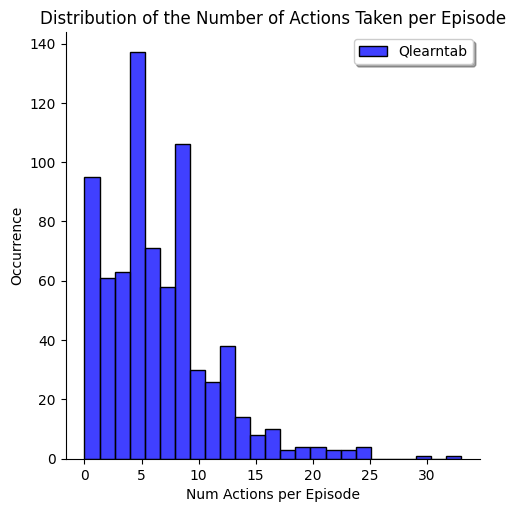 Distribution of the Number of Actions Taken per Episode
Qlearntab
140
120
100
80
60
40
20
0
Occurrence
0 5 10 15 20 25 30
Num Actions per Episode